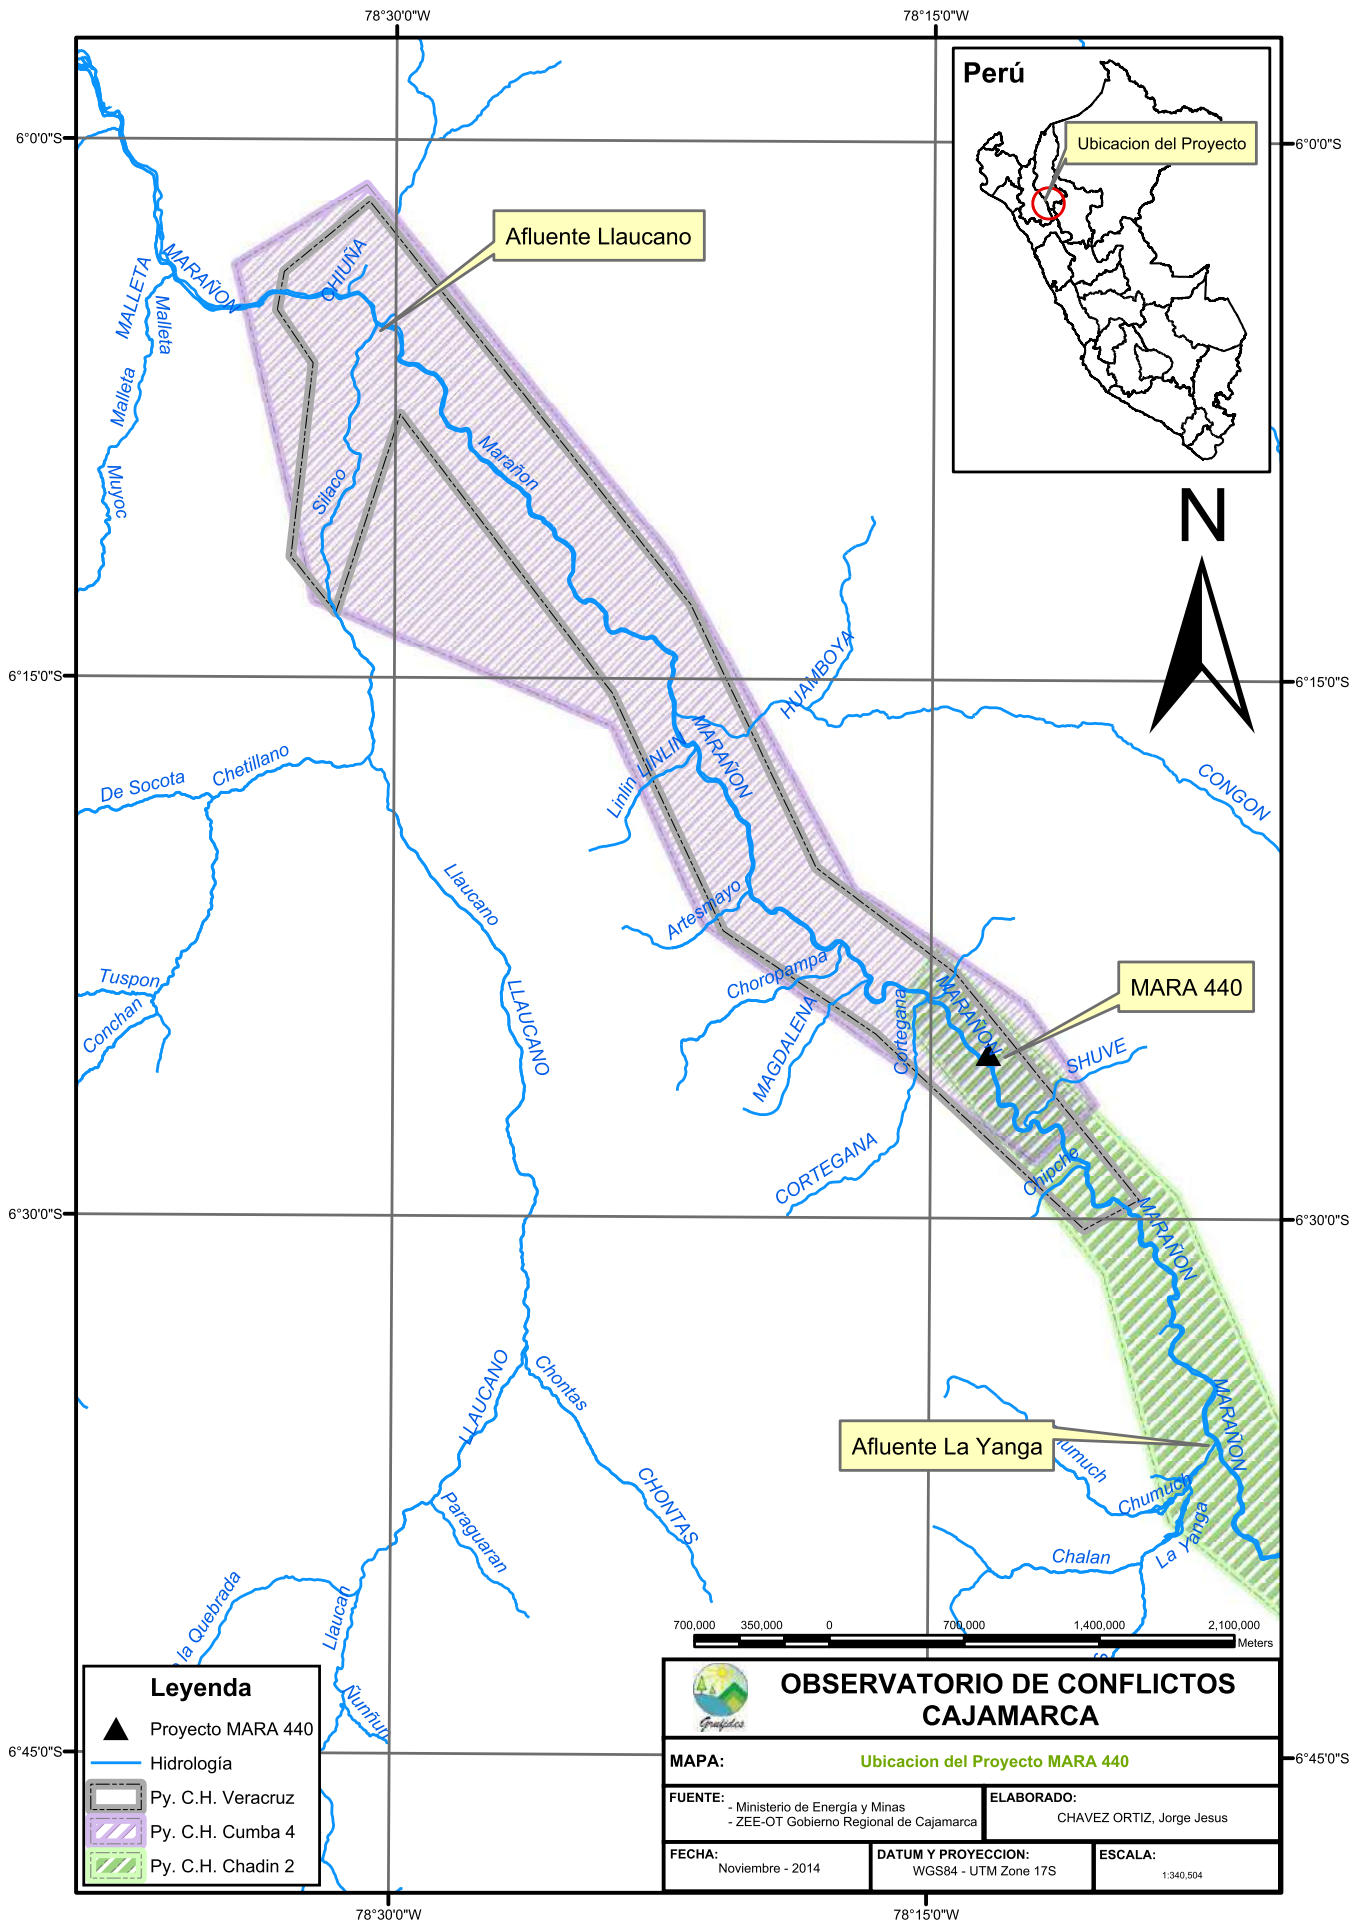 78°30'0"W
78°15'0"W
6°0'0"S
6°0'0"S
Perú
Ubicacion del Proyecto
Afluente Llaucano
MARAÑON
CHIUÑA
MALLETA
Malleta
Malleta
Muyoc
Silaco
Marañon
N
6°15'0"S
6°15'0"S
HUAMBOYA
MARAÑON
LINLIN
Linlin
CONGON
De Socota
Chetillano
Llaucano
Artesmayo
Choropampa
MAGDALENA
Cortegana
MARAÑON
MARA 440
SHUVE
Tuspon
Conchan
LLAUCANO
CORTEGANA
Chipche
6°30'0"S
6°30'0"S
MARAÑON
LLAUCANO
Chontas
MARAÑON
Afluente La Yanga
umuch
Chumuch
La Yanga
CHONTAS
Paraguaran
Chalan
la Quebrada
Llaucan
Ñunñun
700,000 350,000 0 700,000 1,400,000 2,100,000
Meters
Leyenda
Proyecto MARA 440
Hidrología
Py. C.H. Veracruz
Py. C.H. Cumba 4
Py. C.H. Chadin 2
Grufides
OBSERVATORIO DE CONFLICTOS
CAJAMARCA
MAPA: Ubicacion del Proyecto MARA 440
FUENTE:
- Ministerio de Energía y Minas
- ZEE-OT Gobierno Regional de Cajamarca
ELABORADO:
CHAVEZ ORTIZ, Jorge Jesus
FECHA:
Noviembre - 2014
DATUM Y PROYECCION:
WGS84 - UTM Zone 17S
ESCALA:
1:340,504
6°45'0"S
6°45'0"S
78°30'0"W
78°15'0"W